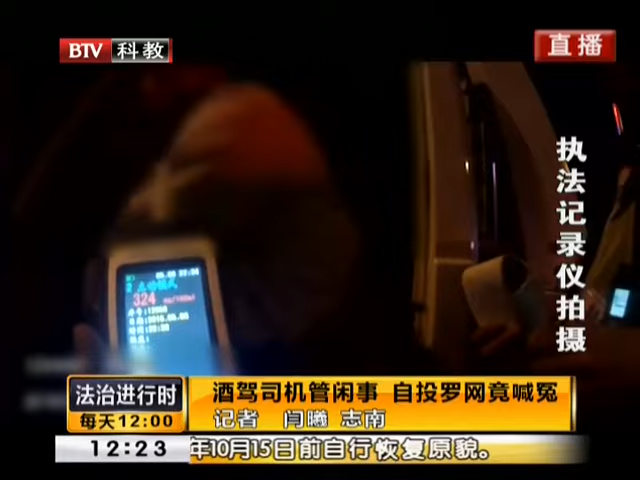 BTV 科教
直播
执法记录仪拍摄
324 mg/100ml
法治进行时
每天12:00
酒驾司机管闲事 自投罗网竟喊冤
记者 闫曦 志南
12:23
年10月15日前自行恢复原貌。